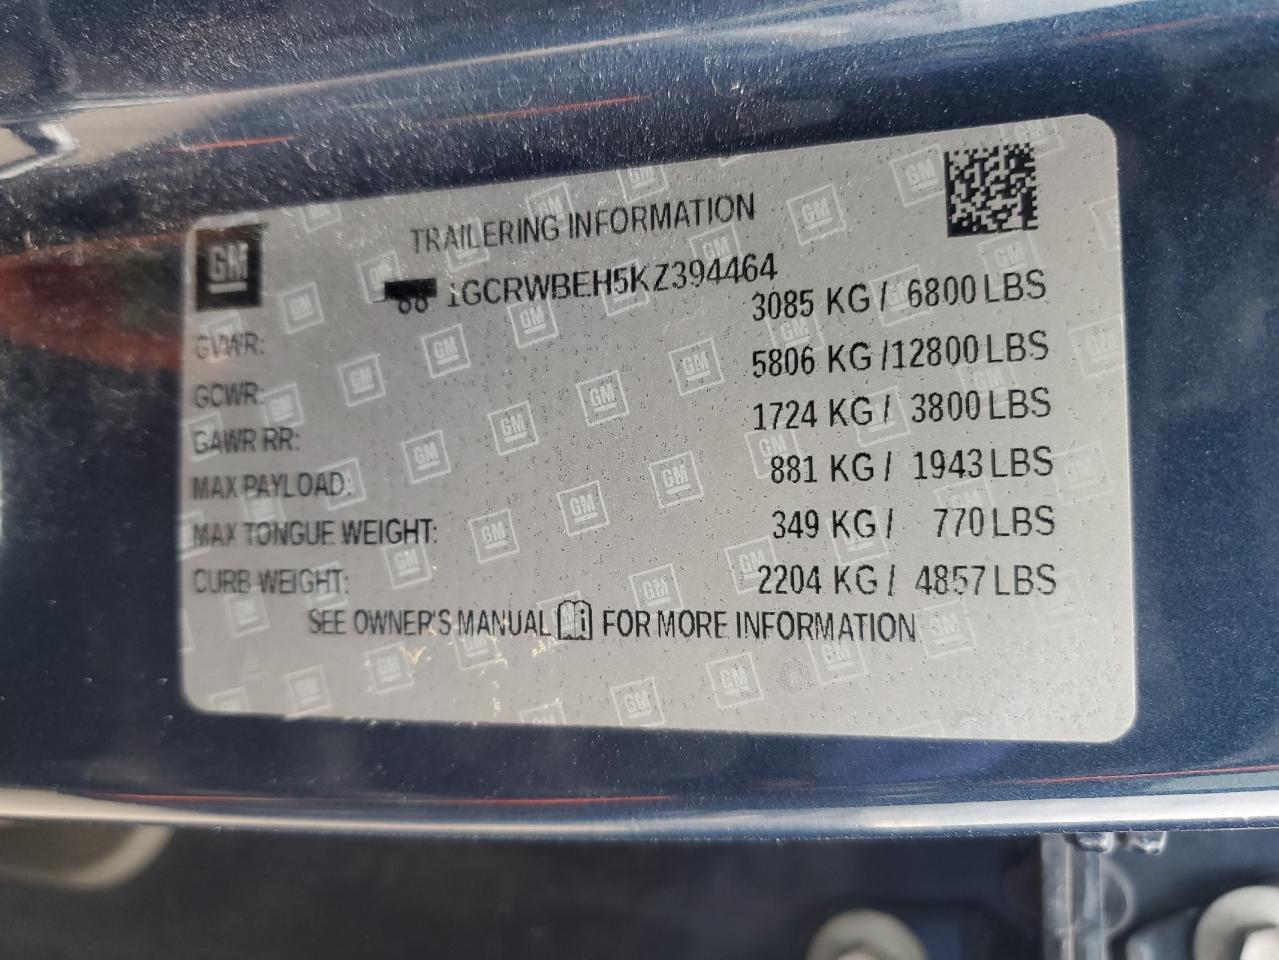 GM
TRAILERING INFORMATION
1GCRWBEH5KZ394464
GVWR: 3085 KG / 6800 LBS
GCWR: 5806 KG /12800 LBS
GAWR RR: 1724 KG / 3800 LBS
MAX PAYLOAD: 881 KG / 1943 LBS
MAX TONGUE WEIGHT: 349 KG / 770 LBS
CURB WEIGHT: 2204 KG / 4857 LBS
SEE OWNER'S MANUAL FOR MORE INFORMATION